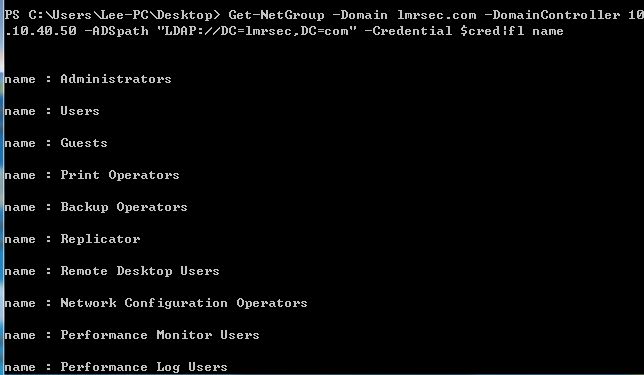 PS C:\Users\Lee-PC\Desktop> Get-NetGroup -Domain lmrsec.com -DomainController 10
.10.40.50 -ADSpath "LDAP://DC=lmrsec,DC=com" -Credential $cred|fl name
name : Administrators
name : Users
name : Guests
name : Print Operators
name : Backup Operators
name : Replicator
name : Remote Desktop Users
name : Network Configuration Operators
name : Performance Monitor Users
name : Performance Log Users